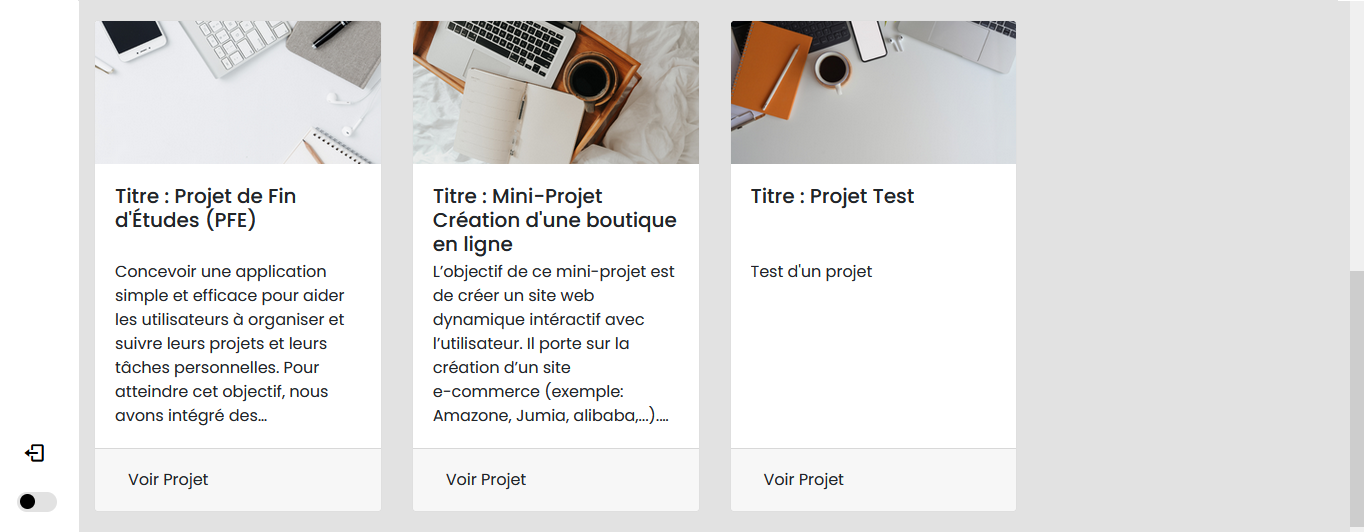 Titre : Projet de Fin
d'Études (PFE)
Concevoir une application
simple et efficace pour aider
les utilisateurs à organiser et
suivre leurs projets et leurs
tâches personnelles. Pour
atteindre cet objectif, nous
avons intégré des...
Voir Projet
Titre : Mini-Projet
Création d'une boutique
en ligne
L’objectif de ce mini-projet est
de créer un site web
dynamique intéractif avec
l’utilisateur. Il porte sur la
création d’un site
e-commerce (exemple:
Amazone, Jumia, alibaba,...)....
Voir Projet
Titre : Projet Test
Test d'un projet
Voir Projet